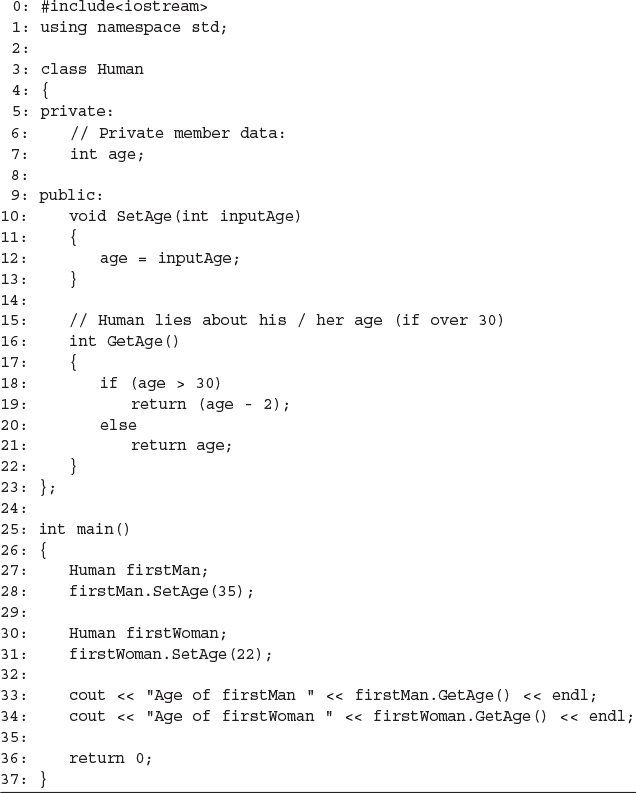 0: #include<iostream>
1: using namespace std;
2:
3: class Human
4: {
5: private:
6:    // Private member data:
7:    int age;
8:
9: public:
10:    void SetAge(int inputAge)
11:    {
12:       age = inputAge;
13:    }
14:
15:    // Human lies about his / her age (if over 30)
16:    int GetAge()
17:    {
18:       if (age > 30)
19:          return (age - 2);
20:       else
21:          return age;
22:    }
23: };
24:
25: int main()
26: {
27:    Human firstMan;
28:    firstMan.SetAge(35);
29:
30:    Human firstWoman;
31:    firstWoman.SetAge(22);
32:
33:    cout << "Age of firstMan " << firstMan.GetAge() << endl;
34:    cout << "Age of firstWoman " << firstWoman.GetAge() << endl;
35:
36:    return 0;
37: }